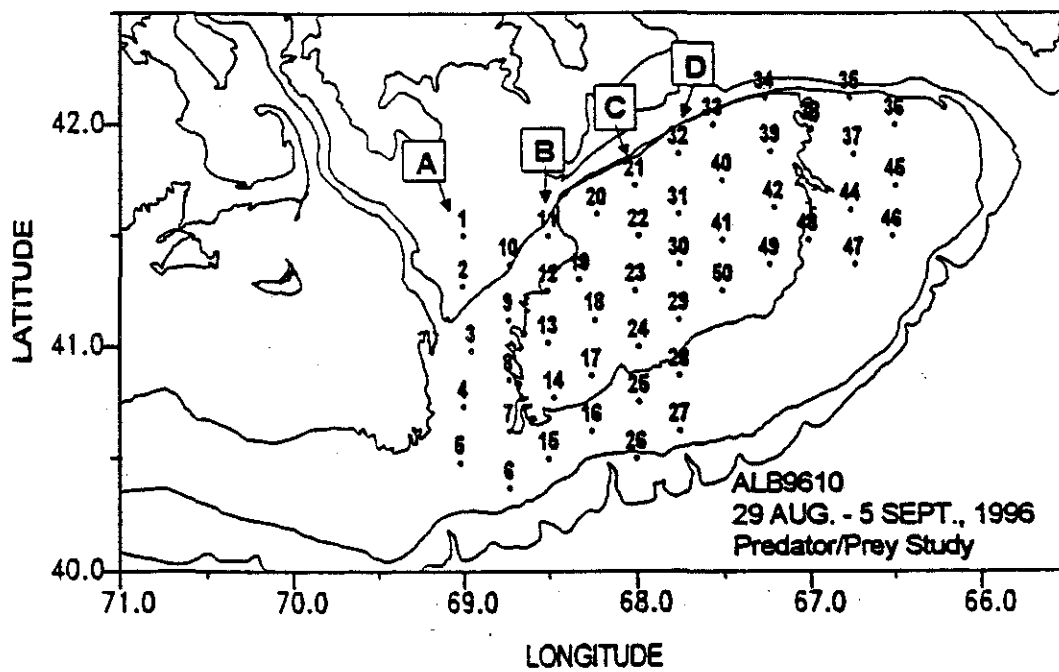 D
34 35
C 33 36
42.0
32 39 37
A B 21 40 45
1 11 20 31 42 44
22 41 46
10 30 49 47
2 12 19 23 50
9 18 29
LATITUDE
41.0
3 13 24
17 28
4 14 25
7 16 27
5 15 26
6
ALB9610
29 AUG. - 5 SEPT., 1996
Predator/Prey Study
40.0
71.0 70.0 69.0 68.0 67.0 66.0
LONGITUDE